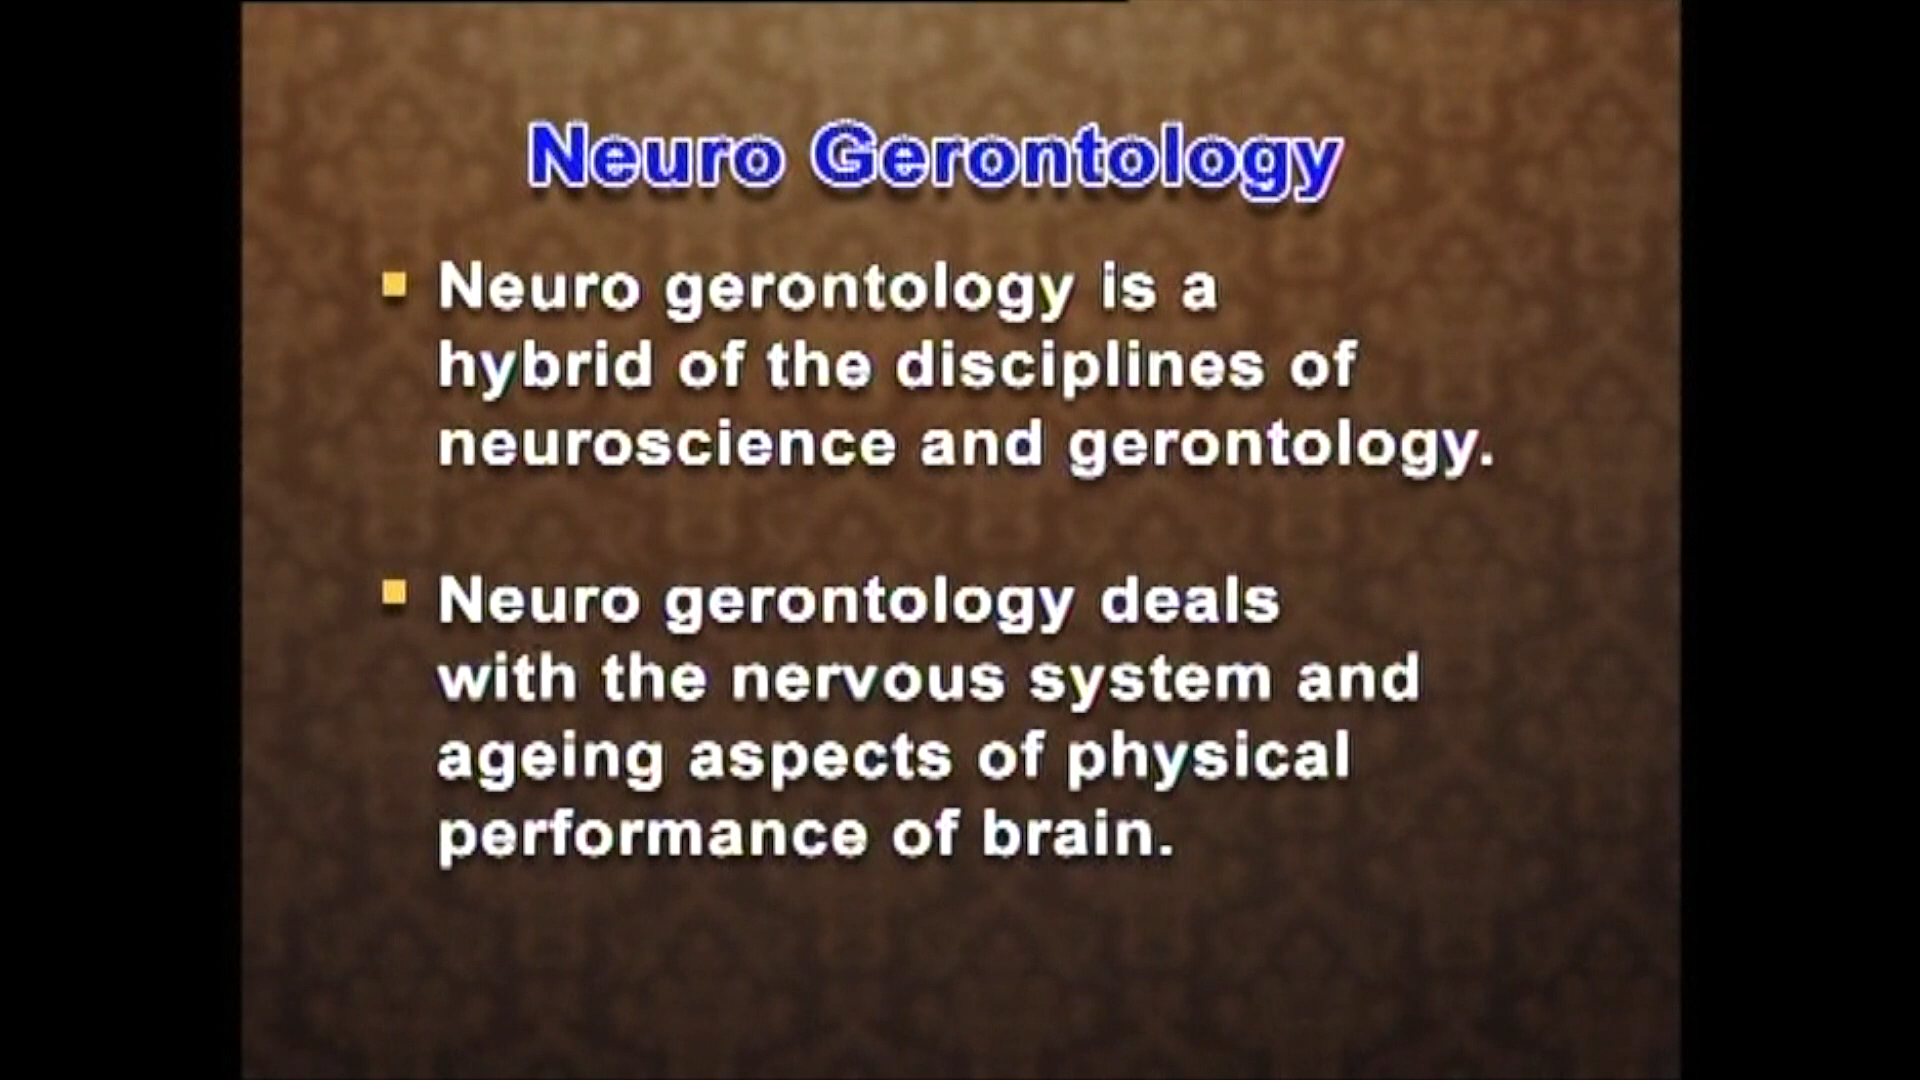 Neuro Gerontology
Neuro gerontology is a
hybrid of the disciplines of
neuroscience and gerontology.
Neuro gerontology deals
with the nervous system and
ageing aspects of physical
performance of brain.